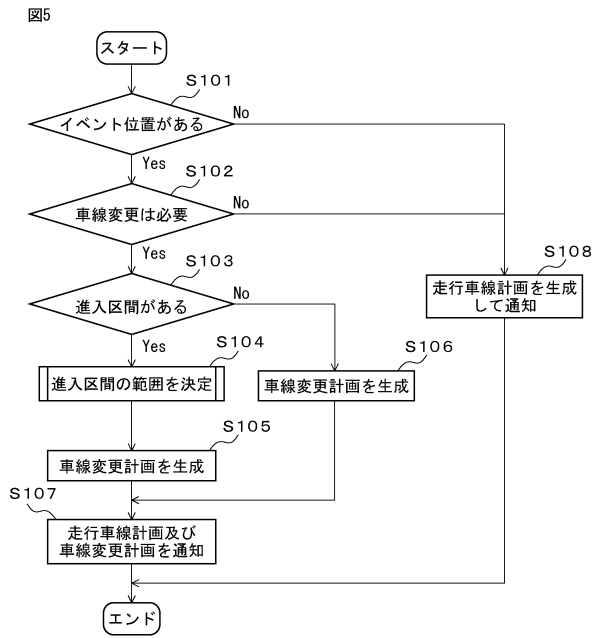 図5
スタート
S101
イベント位置がある
No
Yes
S102
車線変更は必要
No
Yes
S103
進入区間がある
No
Yes
S108
走行車線計画を生成
して通知
S104
進入区間の範囲を決定
S106
車線変更計画を生成
S105
車線変更計画を生成
S107
走行車線計画及び
車線変更計画を通知
エンド